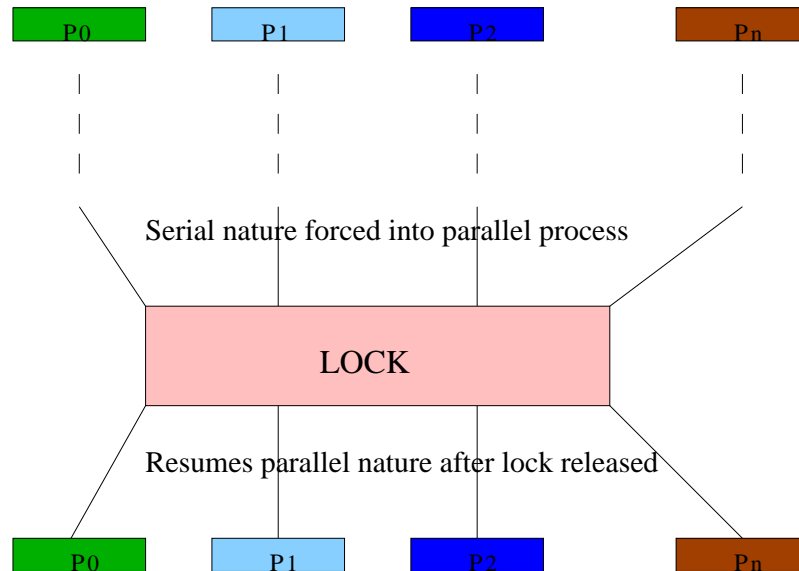 P0 P1 P2 Pn
Serial nature forced into parallel process
LOCK
Resumes parallel nature after lock released
P0 P1 P2 Pn